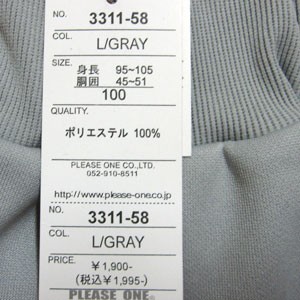 NO.
3311-58
COL.
L/GRAY
SIZE.
身長 95~105
胴囲 45~51
100
QUALITY.
ポリエステル 100%
PLEASE ONE CO.,LTD.
052-910-8511
http://www.please-one.co.jp
NO.
3311-58
COL.
L/GRAY
PRICE.
¥1,900-
(税込¥1,995-)
PLEASE ONE®